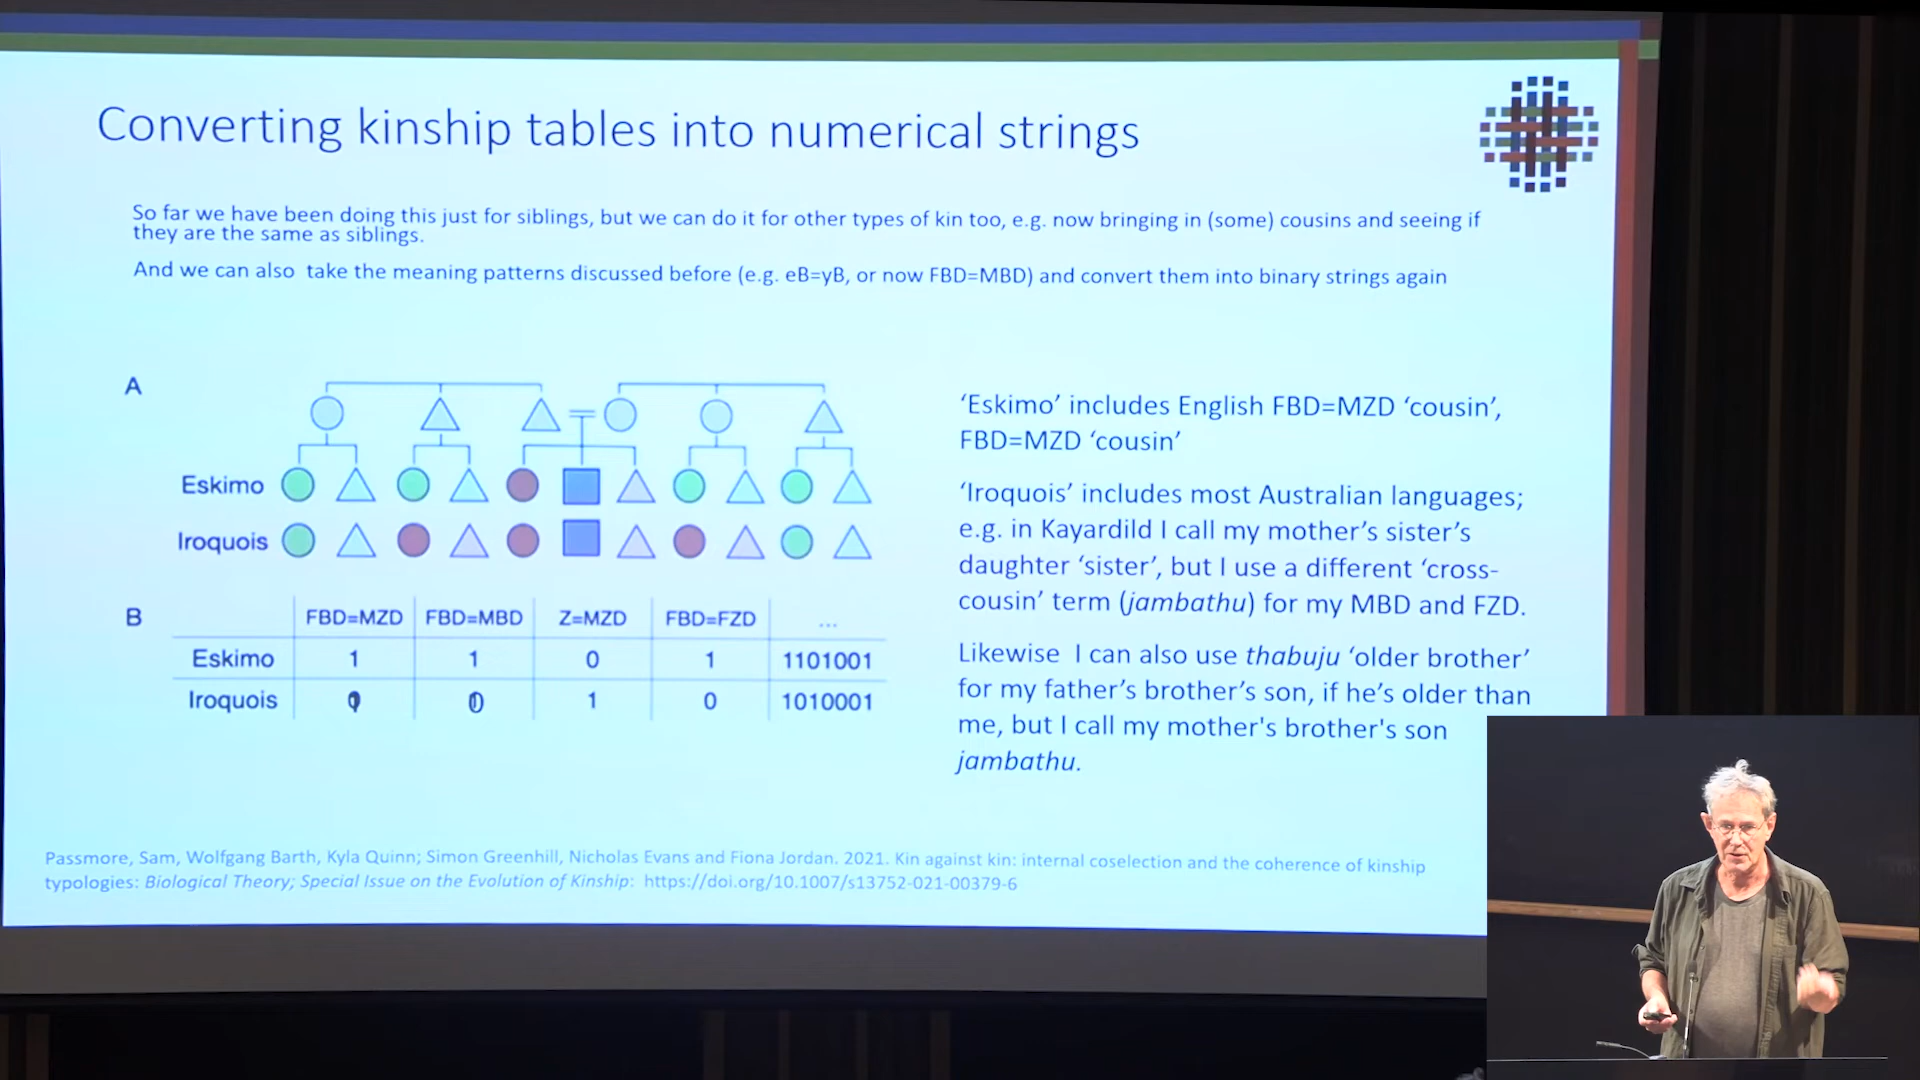 Converting kinship tables into numerical strings
So far we have been doing this just for siblings, but we can do it for other types of kin too, e.g. now bringing in (some) cousins and seeing if
they are the same as siblings.
And we can also take the meaning patterns discussed before (e.g. eB=yB, or now FBD=MBD) and convert them into binary strings again
A
Eskimo
Iroquois
B
FBD=MZD FBD=MBD Z=MZD FBD=FZD ...
Eskimo 1 1 0 1 1101001
Iroquois 1 0 1010001
‘Eskimo’ includes English FBD=MZD ‘cousin’,
FBD=MZD ‘cousin’
‘Iroquois’ includes most Australian languages;
e.g. in Kayardild I call my mother’s sister’s
daughter ‘sister’, but I use a different ‘cross-
cousin’ term (jambathu) for my MBD and FZD.
Likewise I can also use thabuju ‘older brother’
for my father’s brother’s son, if he’s older than
me, but I call my mother's brother's son
jambathu.
Passmore, Sam, Wolfgang Barth, Kyla Quinn; Simon Greenhill, Nicholas Evans and Fiona Jordan. 2021. Kin against kin: internal coselection and the coherence of kinship
typologies: Biological Theory; Special Issue on the Evolution of Kinship: https://doi.org/10.1007/s13752-021-00379-6